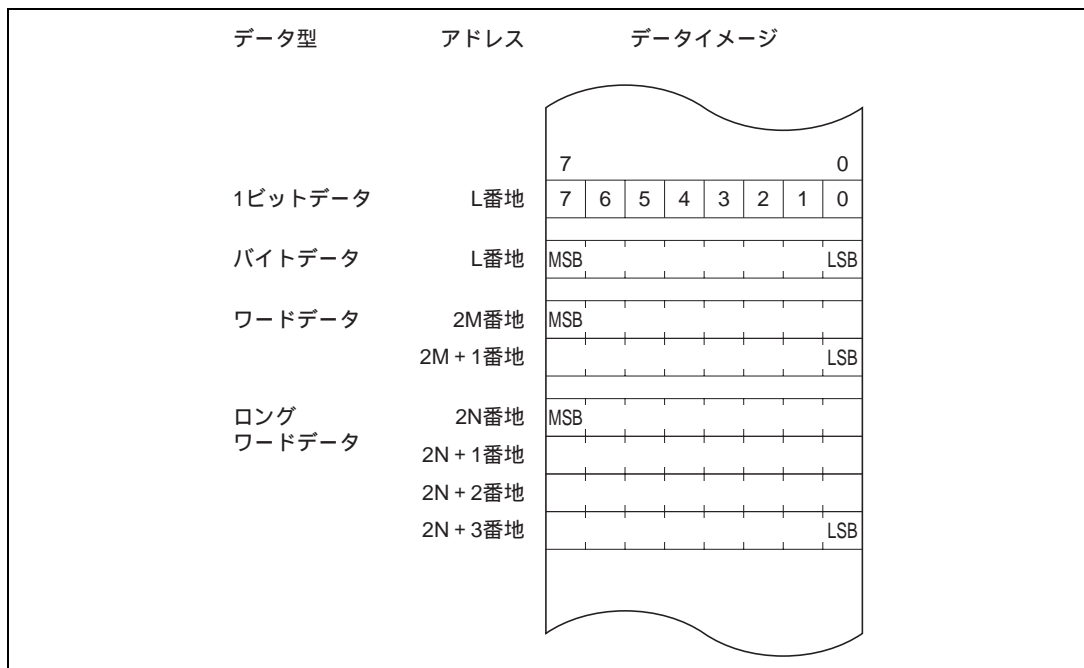 データ型 アドレス データイメージ
7 0
1ビットデータ L番地 7 6 5 4 3 2 1 0
バイトデータ L番地 MSB LSB
ワードデータ 2M番地 MSB
2M + 1番地 LSB
ロング 2N番地 MSB
ワードデータ
2N + 1番地
2N + 2番地
2N + 3番地 LSB